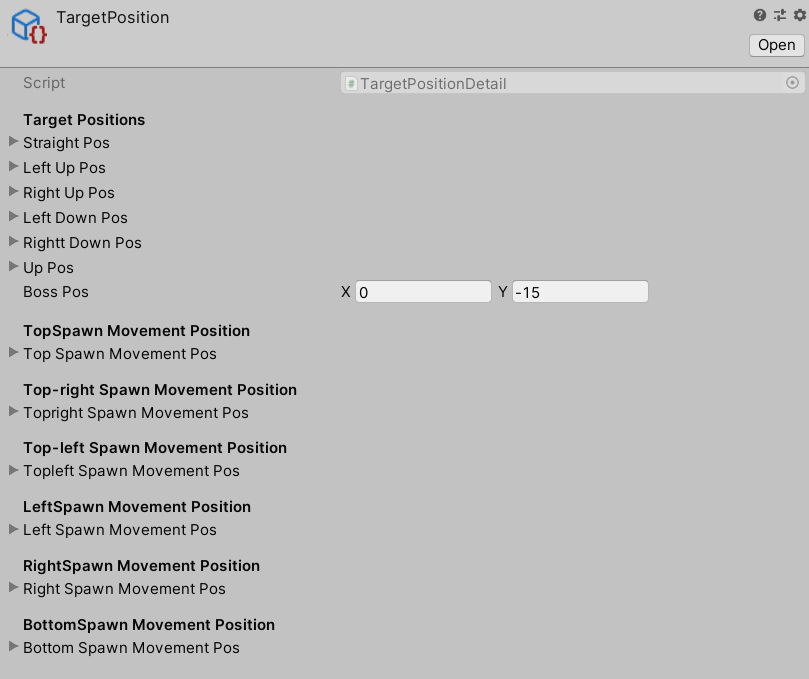 TargetPosition
Open
Script TargetPositionDetail
Target Positions
Straight Pos
Left Up Pos
Right Up Pos
Left Down Pos
Rightt Down Pos
Up Pos
Boss Pos X 0 Y -15
TopSpawn Movement Position
Top Spawn Movement Pos
Top-right Spawn Movement Position
Topright Spawn Movement Pos
Top-left Spawn Movement Position
Topleft Spawn Movement Pos
LeftSpawn Movement Position
Left Spawn Movement Pos
RightSpawn Movement Position
Right Spawn Movement Pos
BottomSpawn Movement Position
Bottom Spawn Movement Pos